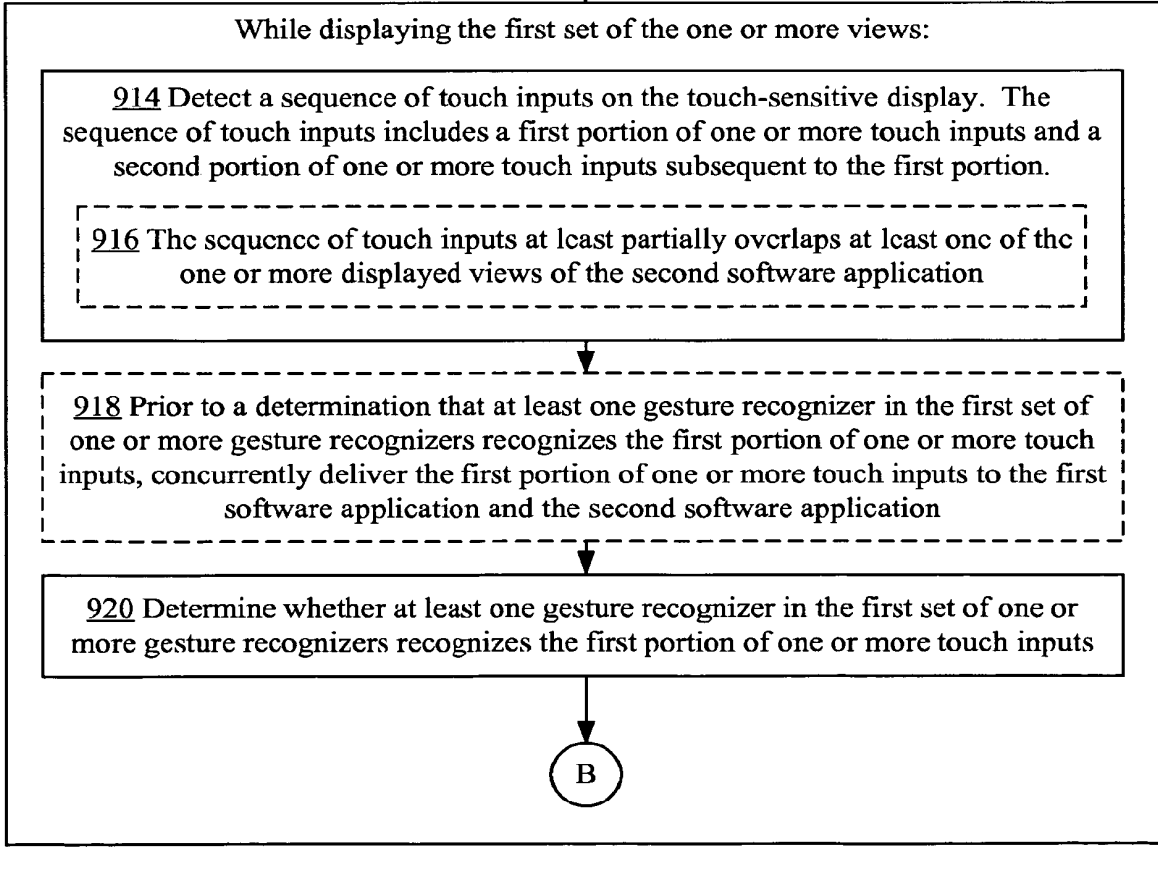 While displaying the first set of the one or more views:
914 Detect a sequence of touch inputs on the touch-sensitive display. The
sequence of touch inputs includes a first portion of one or more touch inputs and a
second portion of one or more touch inputs subsequent to the first portion.
916 The sequence of touch inputs at least partially overlaps at least one of the
one or more displayed views of the second software application
918 Prior to a determination that at least one gesture recognizer in the first set of
one or more gesture recognizers recognizes the first portion of one or more touch
inputs, concurrently deliver the first portion of one or more touch inputs to the first
software application and the second software application
920 Determine whether at least one gesture recognizer in the first set of one or
more gesture recognizers recognizes the first portion of one or more touch inputs
B